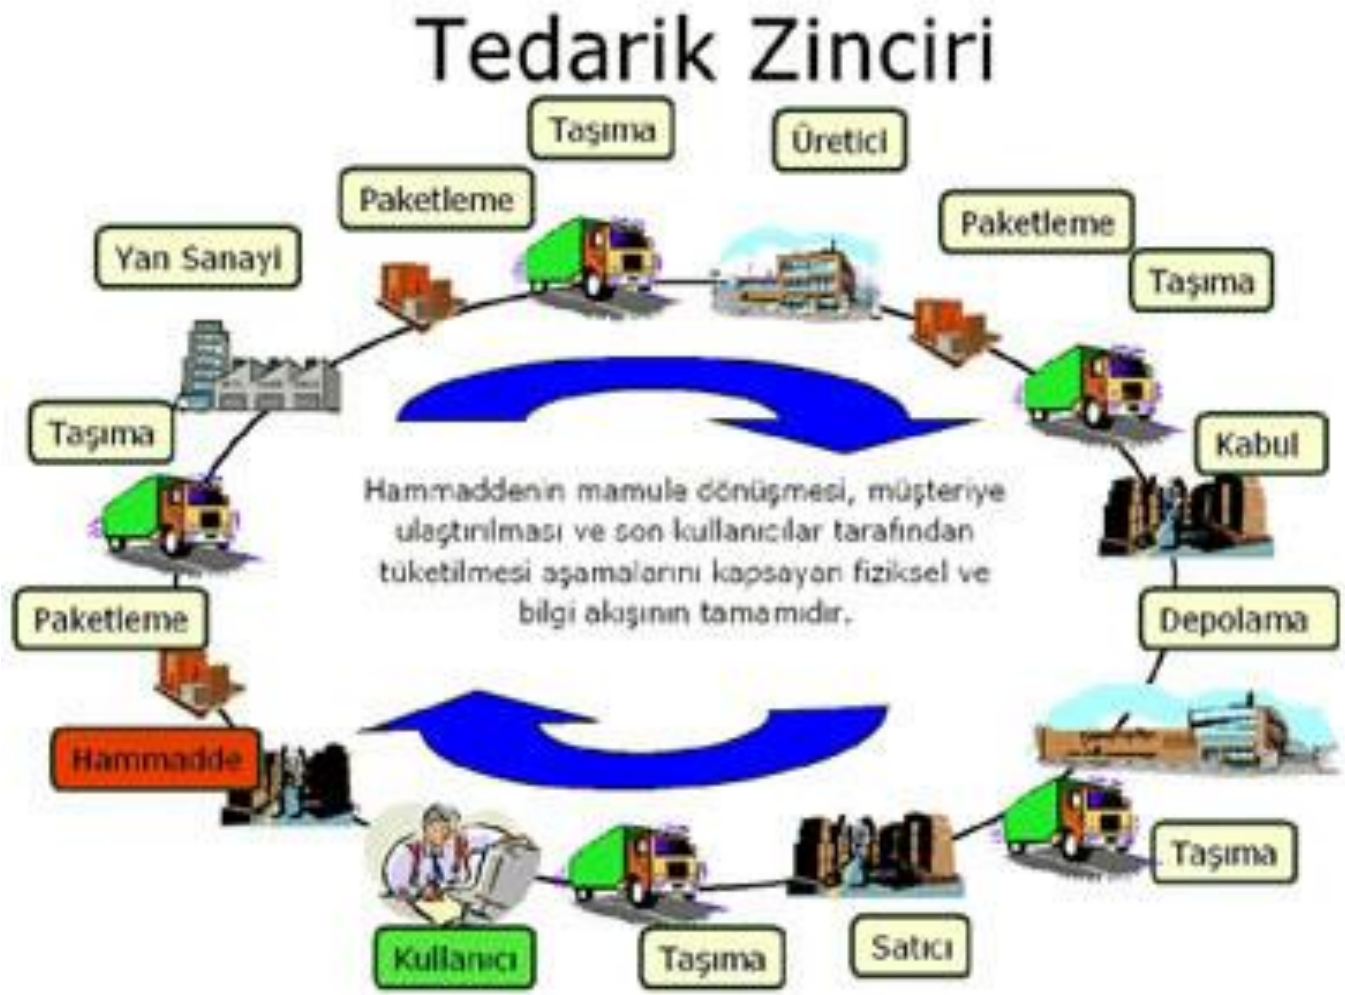 Tedarik Zinciri
Taşıma
Üretici
Paketleme
Paketleme
Yan Sanayi
Taşıma
Taşıma
Kabul
Hammaddenin mamule dönüşmesi, müşteriye
ulaştırılması ve son kullanıcılar tarafından
tüketilmesi aşamalarını kapsayan fiziksel ve
bilgi akışının tamamıdır.
Paketleme
Depolama
Hammadde
Taşıma
Kullanıcı
Taşıma
Satıcı